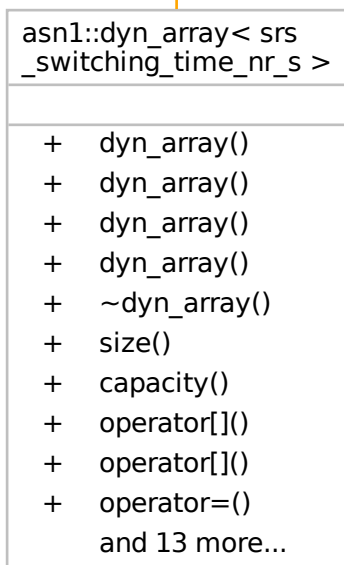 asn1::dyn_array< srs
_switching_time_nr_s >
+ dyn_array()
+ dyn_array()
+ dyn_array()
+ dyn_array()
+ ~dyn_array()
+ size()
+ capacity()
+ operator[]()
+ operator[]()
+ operator=()
and 13 more...